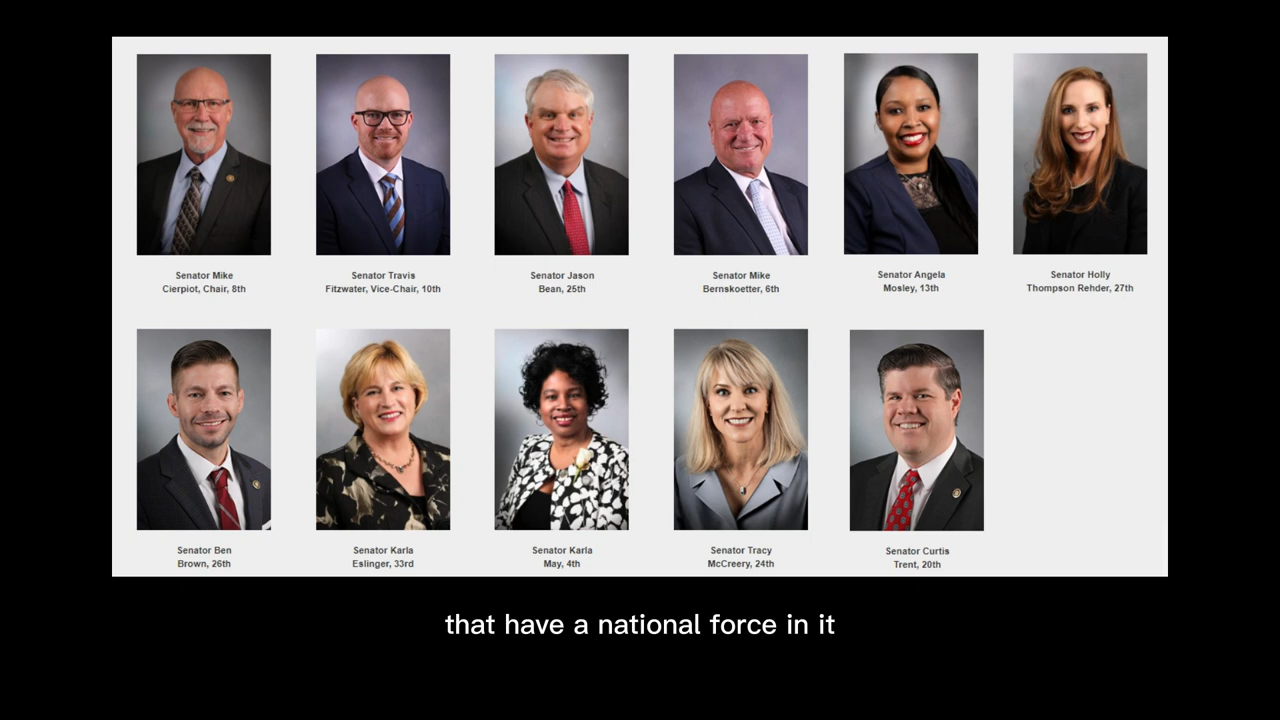 Senator Mike
Cierpiot, Chair, 8th
Senator Travis
Fitzwater, Vice-Chair, 10th
Senator Jason
Bean, 25th
Senator Mike
Bernskoetter, 6th
Senator Angela
Mosley, 13th
Senator Holly
Thompson Rehder, 27th
Senator Ben
Brown, 26th
Senator Karla
Eslinger, 33rd
Senator Karla
May, 4th
Senator Tracy
McCreery, 24th
Senator Curtis
Trent, 20th
that have a national force in it